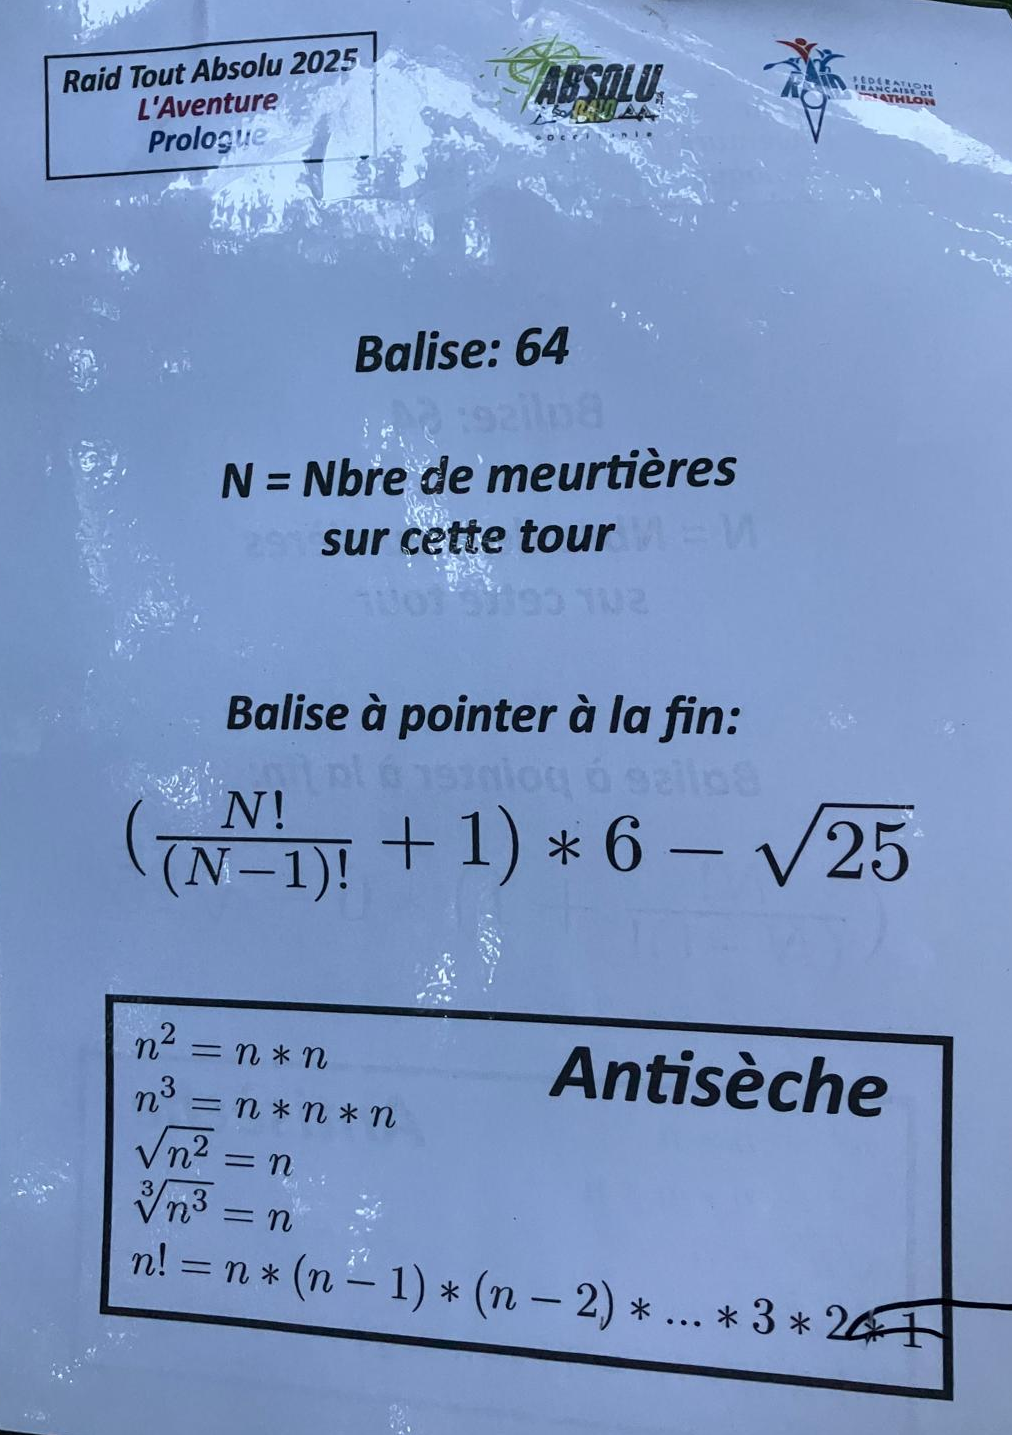 Raid Tout Absolu 2025
L'Aventure
Prologue
ABSOLU
RAID
OCCITANIE
RAID
FÉDÉRATION
FRANÇAISE DE
TRIATHLON
Balise: 64
N = Nbre de meurtières
sur cette tour
Balise à pointer à la fin:
(N!/(N−1)! + 1) * 6 − √25
Antisèche
n² = n * n
n³ = n * n * n
√n² = n
∛n³ = n
n! = n * (n − 1) * (n − 2) * ... * 3 * 2 * 1